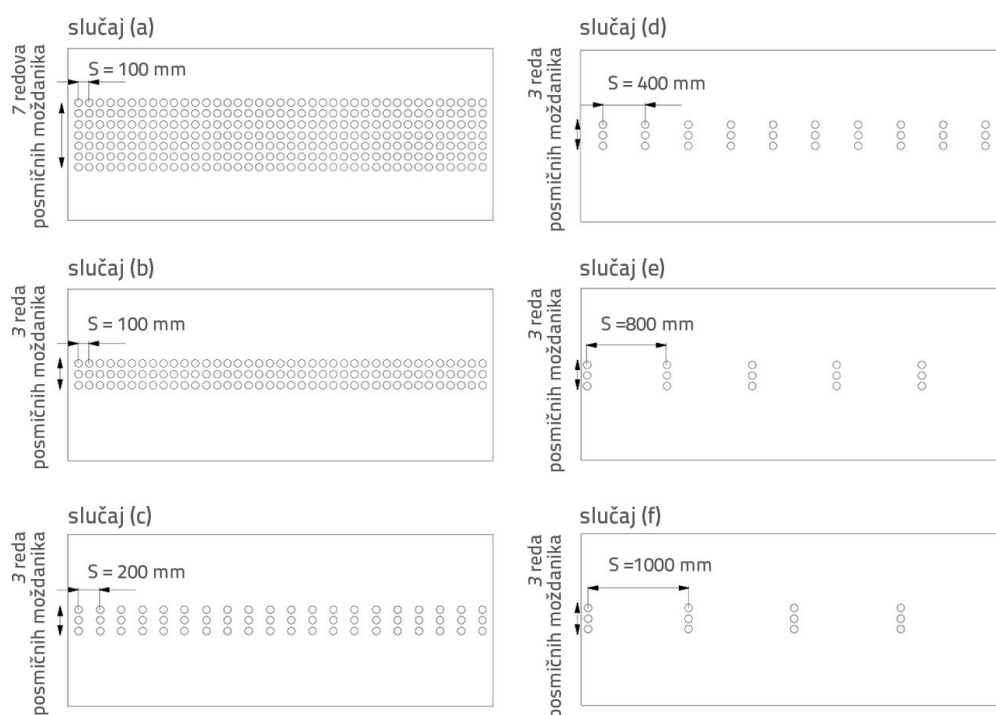 slučaj (a)
7 redova
posmičnih moždanika
S = 100 mm
slučaj (b)
3 reda
posmičnih moždanika
S = 100 mm
slučaj (c)
3 reda
posmičnih moždanika
S = 200 mm
slučaj (d)
3 reda
posmičnih moždanika
S = 400 mm
slučaj (e)
3 reda
posmičnih moždanika
S =800 mm
slučaj (f)
3 reda
posmičnih moždanika
S =1000 mm